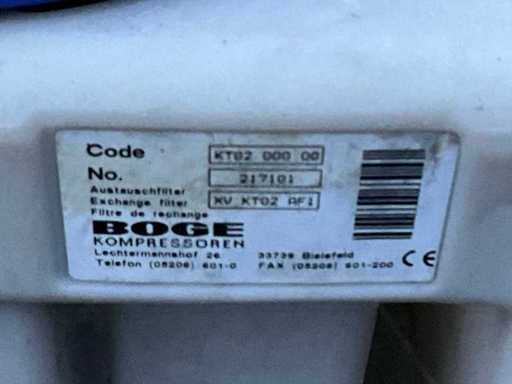 Code KT02 000 00
No. 217101
Austauschfilter
Exchange filter KV KT02 AF1
Filtre de rechange
BOGE
KOMPRESSOREN
Lechtermannshof 26 33739 Bielefeld
Telefon (05206) 601-0 FAX (05206) 601-200 CE